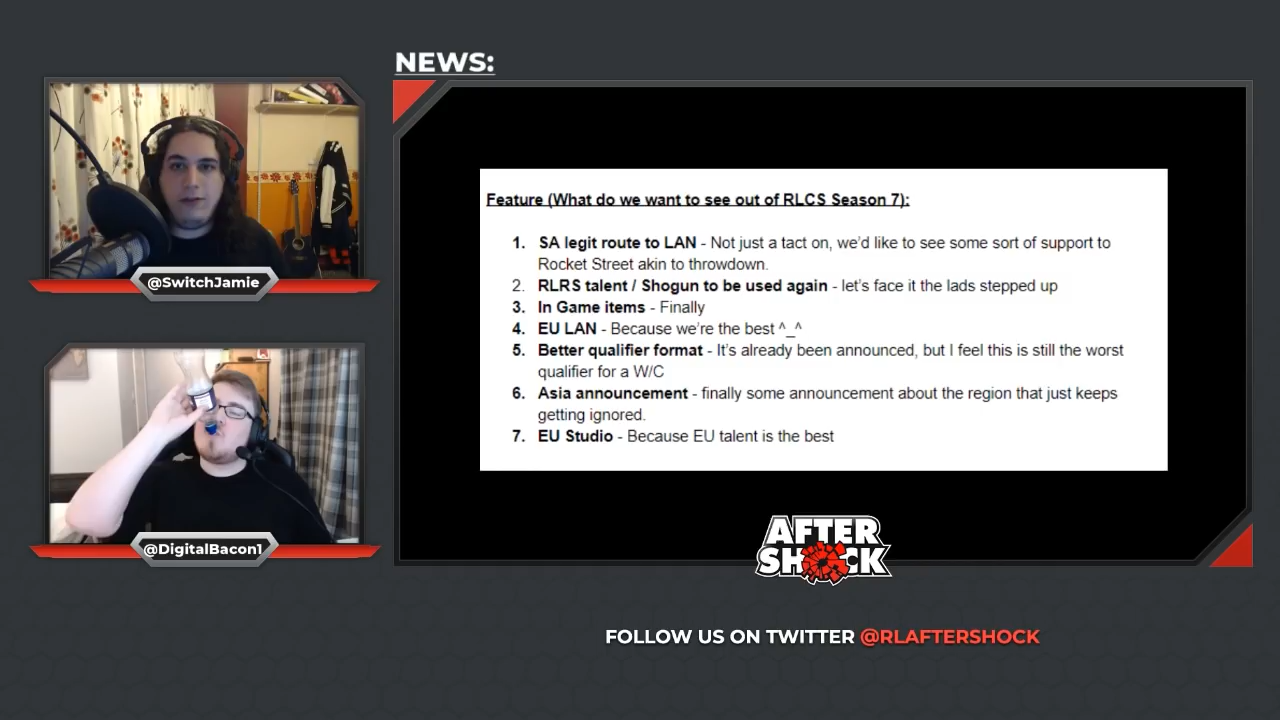 NEWS:
@SwitchJamie
@DigitalBacon1
Feature (What do we want to see out of RLCS Season 7):
1. SA legit route to LAN - Not just a tact on, we'd like to see some sort of support to
Rocket Street akin to throwdown.
2. RLRS talent / Shogun to be used again - let's face it the lads stepped up
3. In Game items - Finally
4. EU LAN - Because we're the best ^_^
5. Better qualifier format - It's already been announced, but I feel this is still the worst
qualifier for a W/C
6. Asia announcement - finally some announcement about the region that just keeps
getting ignored.
7. EU Studio - Because EU talent is the best
AFTER
SHOCK
FOLLOW US ON TWITTER @RLAFTERSHOCK